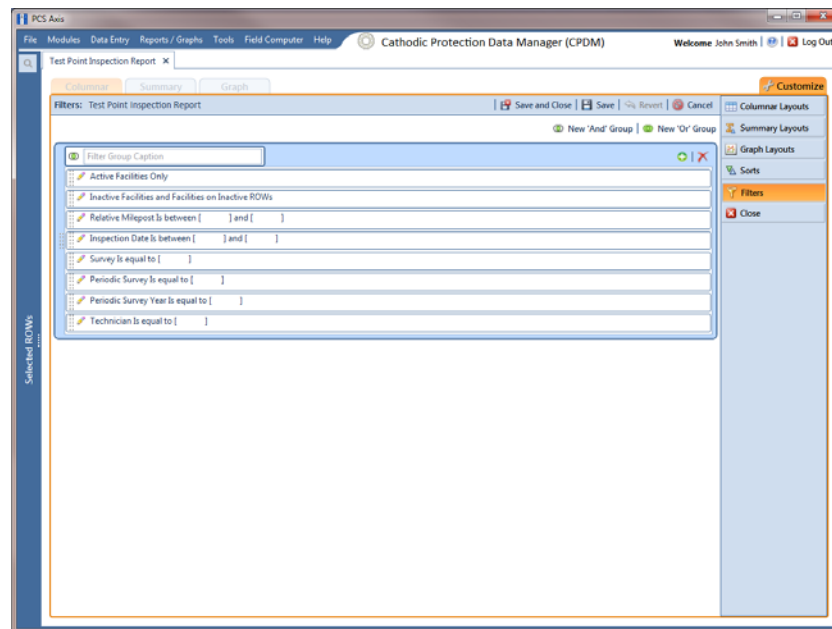 PCS Axis
File Modules Data Entry Reports / Graphs Tools Field Computer Help Cathodic Protection Data Manager (CPDM) Welcome John Smith | Log Out
Test Point Inspection Report X
Columnar Summary Graph Customize
Filters: Test Point Inspection Report | Save and Close | Save | Revert | Cancel
Columnar Layouts
New 'And' Group | New 'Or' Group
Summary Layouts
Filter Group Caption
Graph Layouts
Active Facilities Only
Sorts
Inactive Facilities and Facilities on Inactive ROWs
Filters
Relative Milepost Is between [ ] and [ ]
Close
Inspection Date Is between [ ] and [ ]
Survey Is equal to [ ]
Periodic Survey Is equal to [ ]
Periodic Survey Year Is equal to [ ]
Technician Is equal to [ ]
Selected ROWs